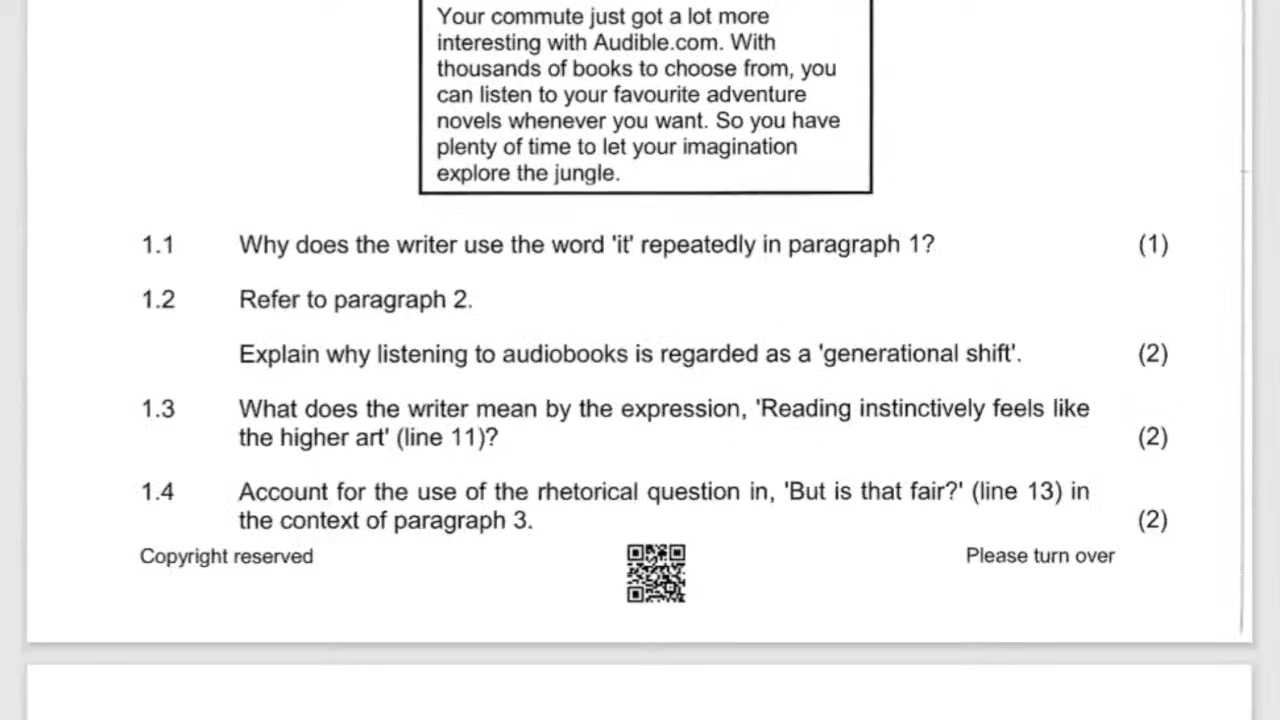 Your commute just got a lot more
interesting with Audible.com. With
thousands of books to choose from, you
can listen to your favourite adventure
novels whenever you want. So you have
plenty of time to let your imagination
explore the jungle.
1.1 Why does the writer use the word 'it' repeatedly in paragraph 1? (1)
1.2 Refer to paragraph 2.
Explain why listening to audiobooks is regarded as a 'generational shift'. (2)
1.3 What does the writer mean by the expression, 'Reading instinctively feels like
the higher art' (line 11)? (2)
1.4 Account for the use of the rhetorical question in, 'But is that fair?' (line 13) in
the context of paragraph 3. (2)
Copyright reserved Please turn over